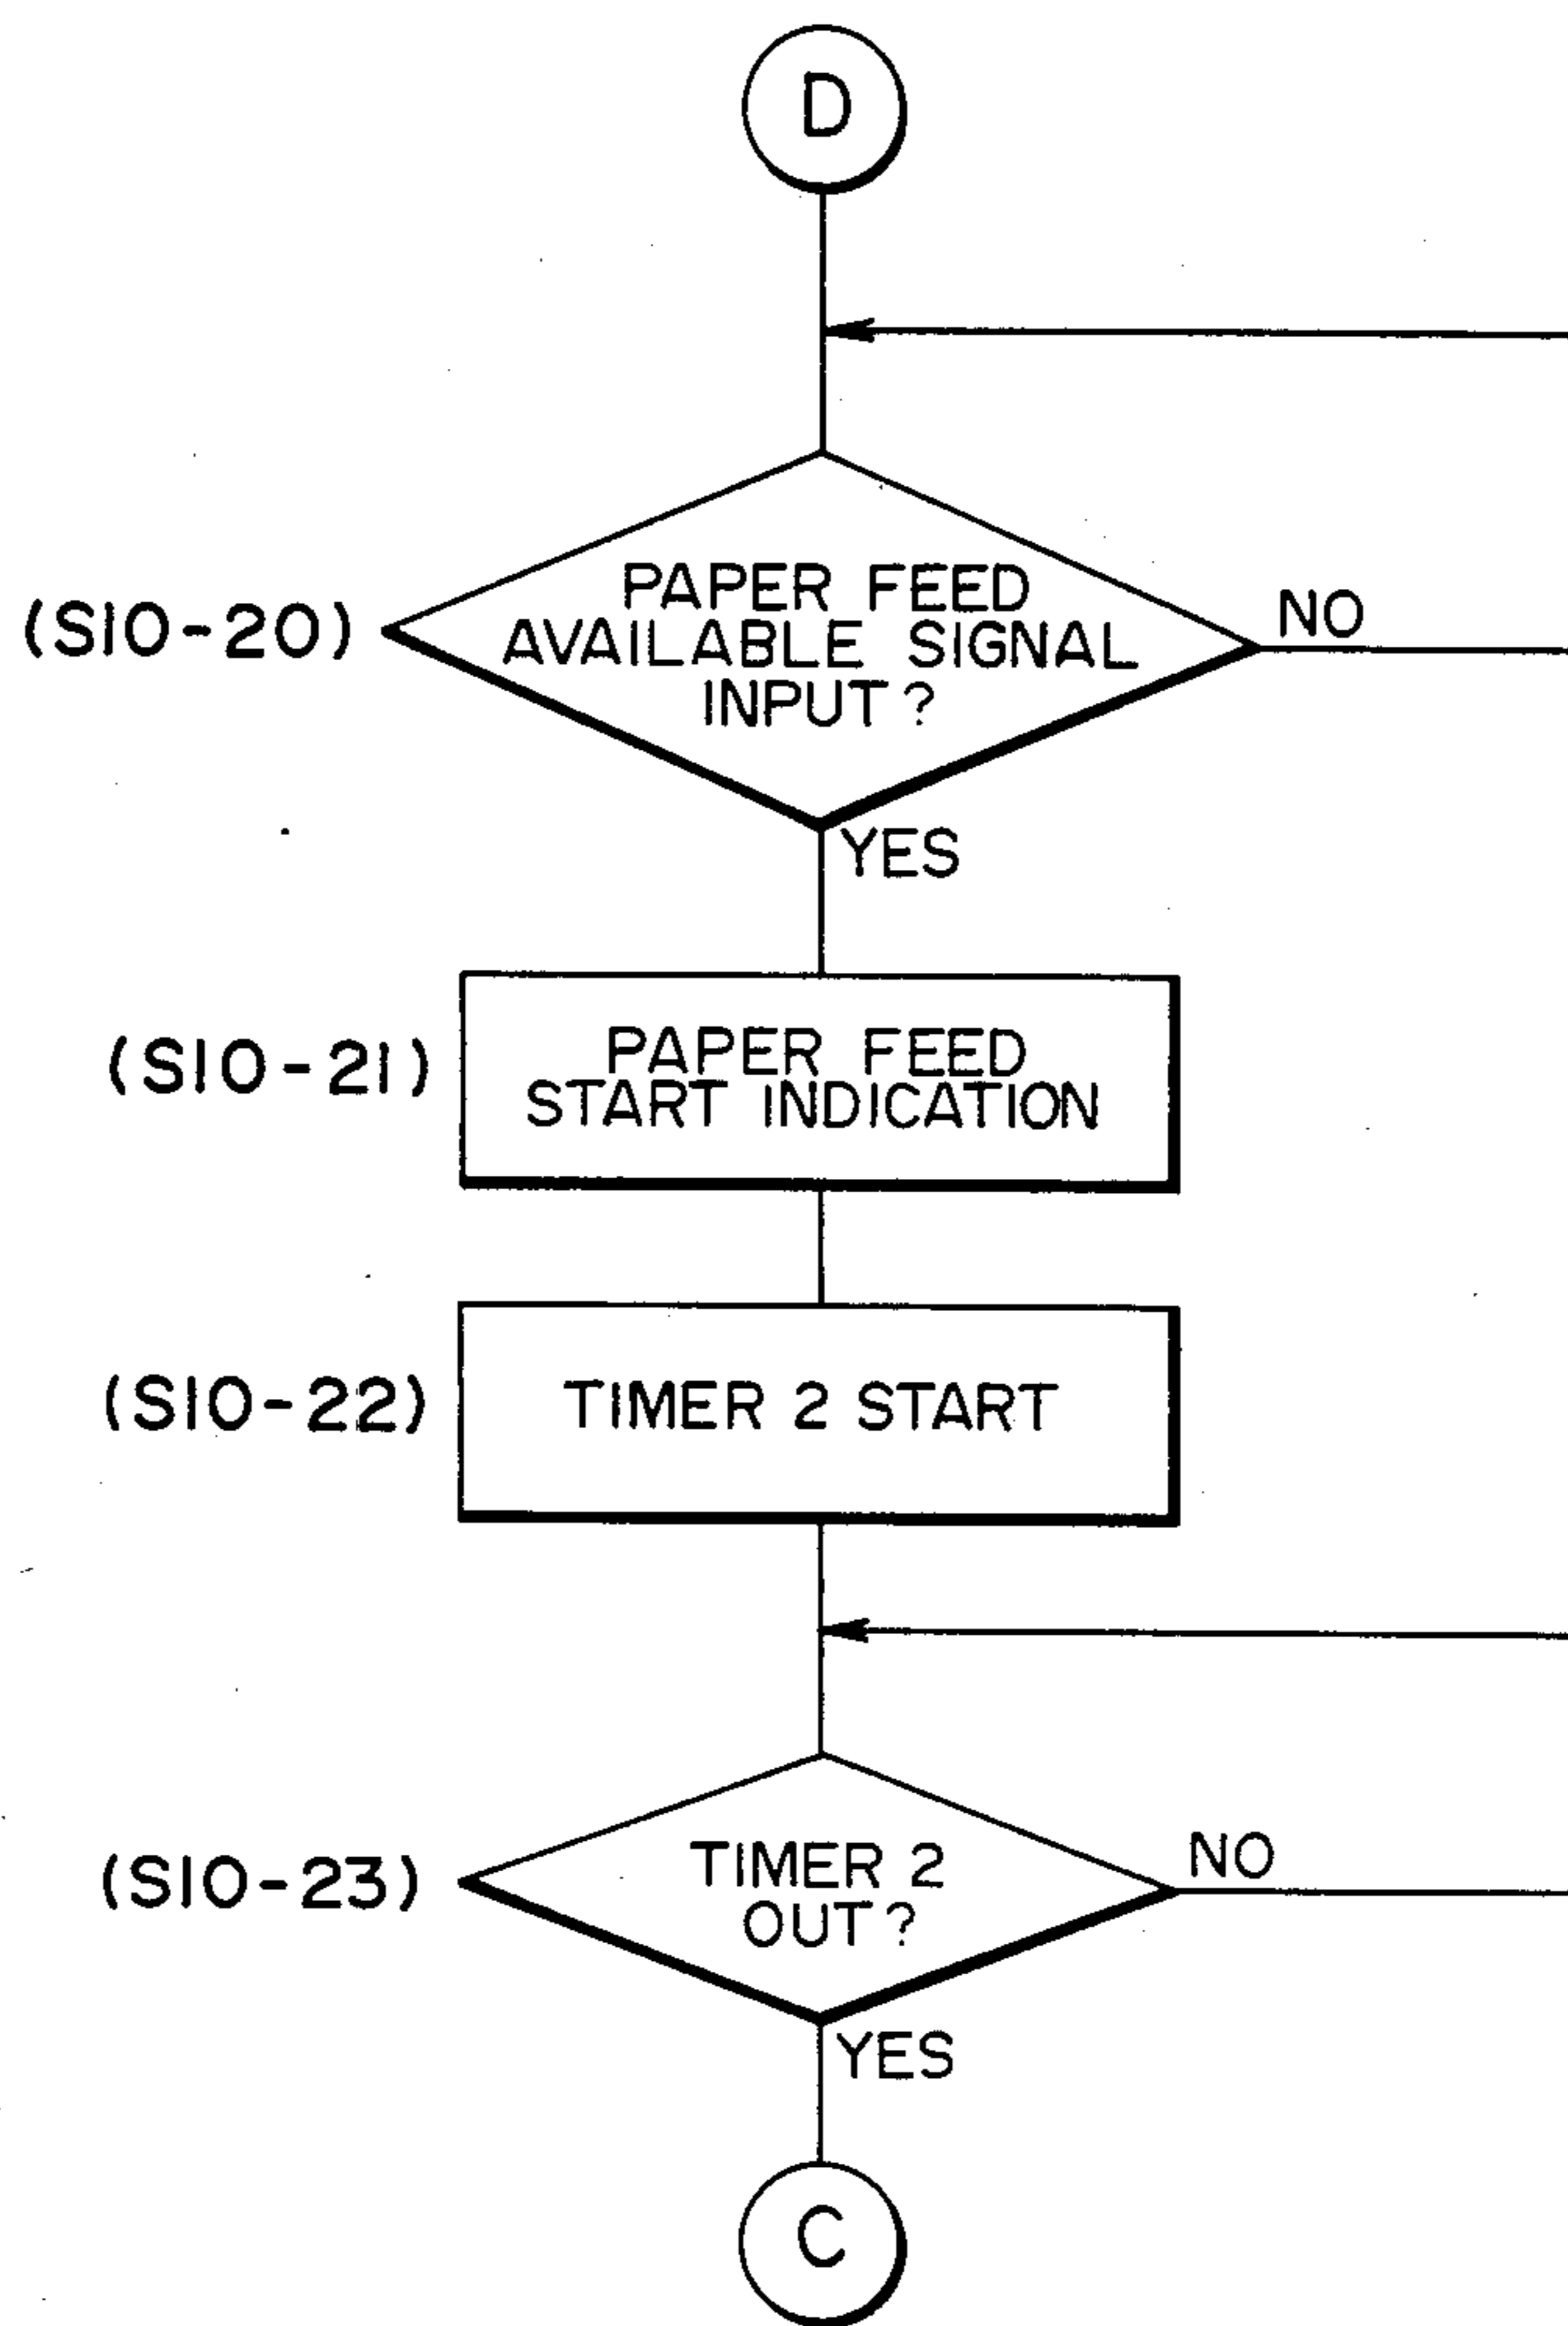 D
PAPER FEED
AVAILABLE SIGNAL
INPUT?
(S10-20)
NO
YES
PAPER FEED
START INDICATION
(S10-21)
TIMER 2 START
(S10-22)
TIMER 2
OUT?
(S10-23)
NO
YES
C